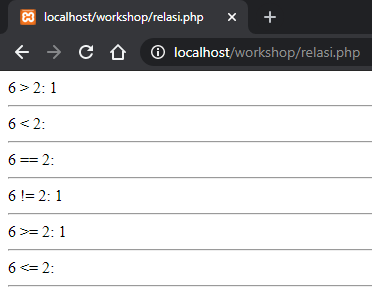 localhost/workshop/relasi.php
localhost/workshop/relasi.php
6 > 2: 1
6 < 2:
6 == 2:
6 != 2: 1
6 >= 2: 1
6 <= 2: